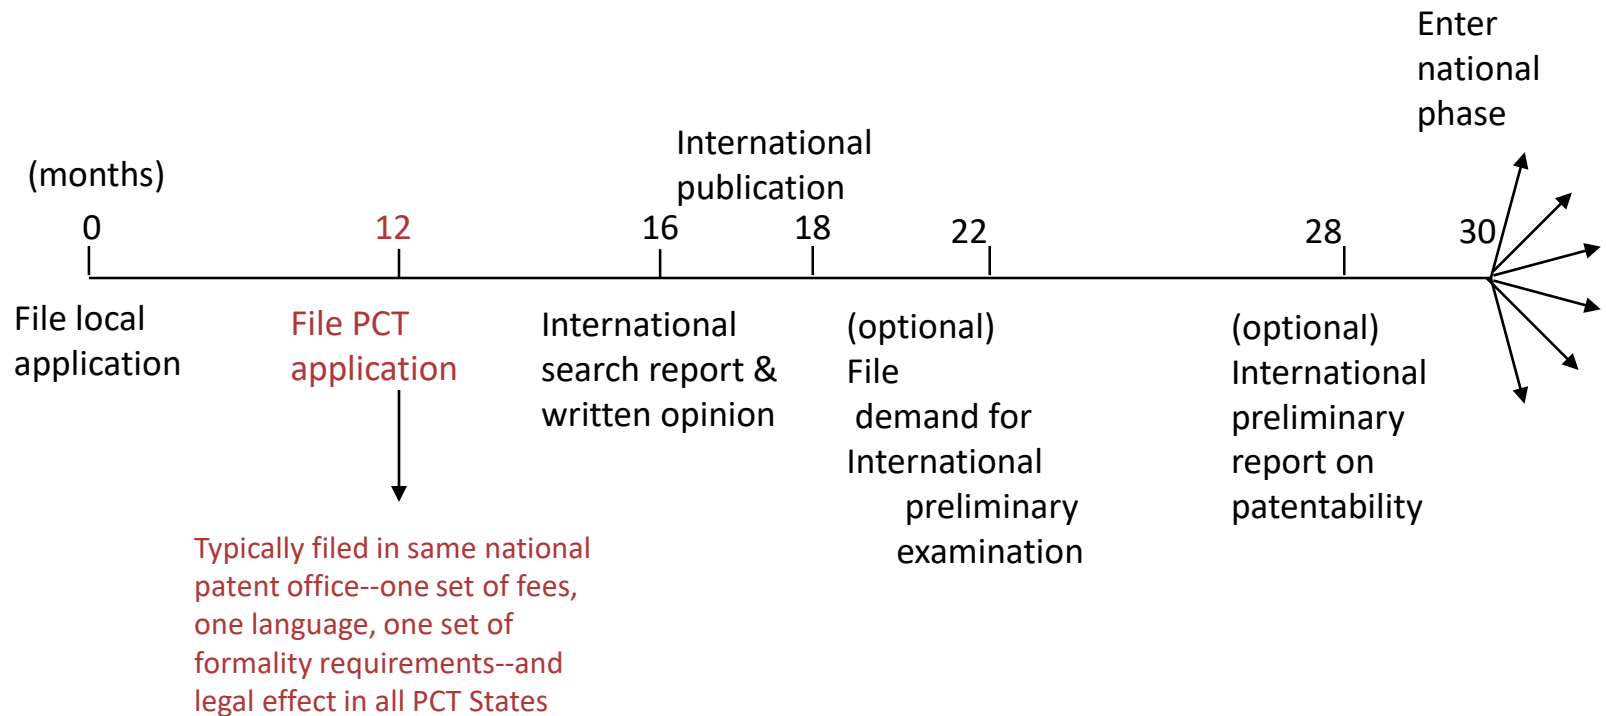 Enter
national
phase
International
publication
(months)
0
12
16
18
22
28
30
File local
application
File PCT
application
International
search report &
written opinion
(optional)
File
demand for
International
preliminary
examination
(optional)
International
preliminary
report on
patentability
Typically filed in same national
patent office--one set of fees,
one language, one set of
formality requirements--and
legal effect in all PCT States